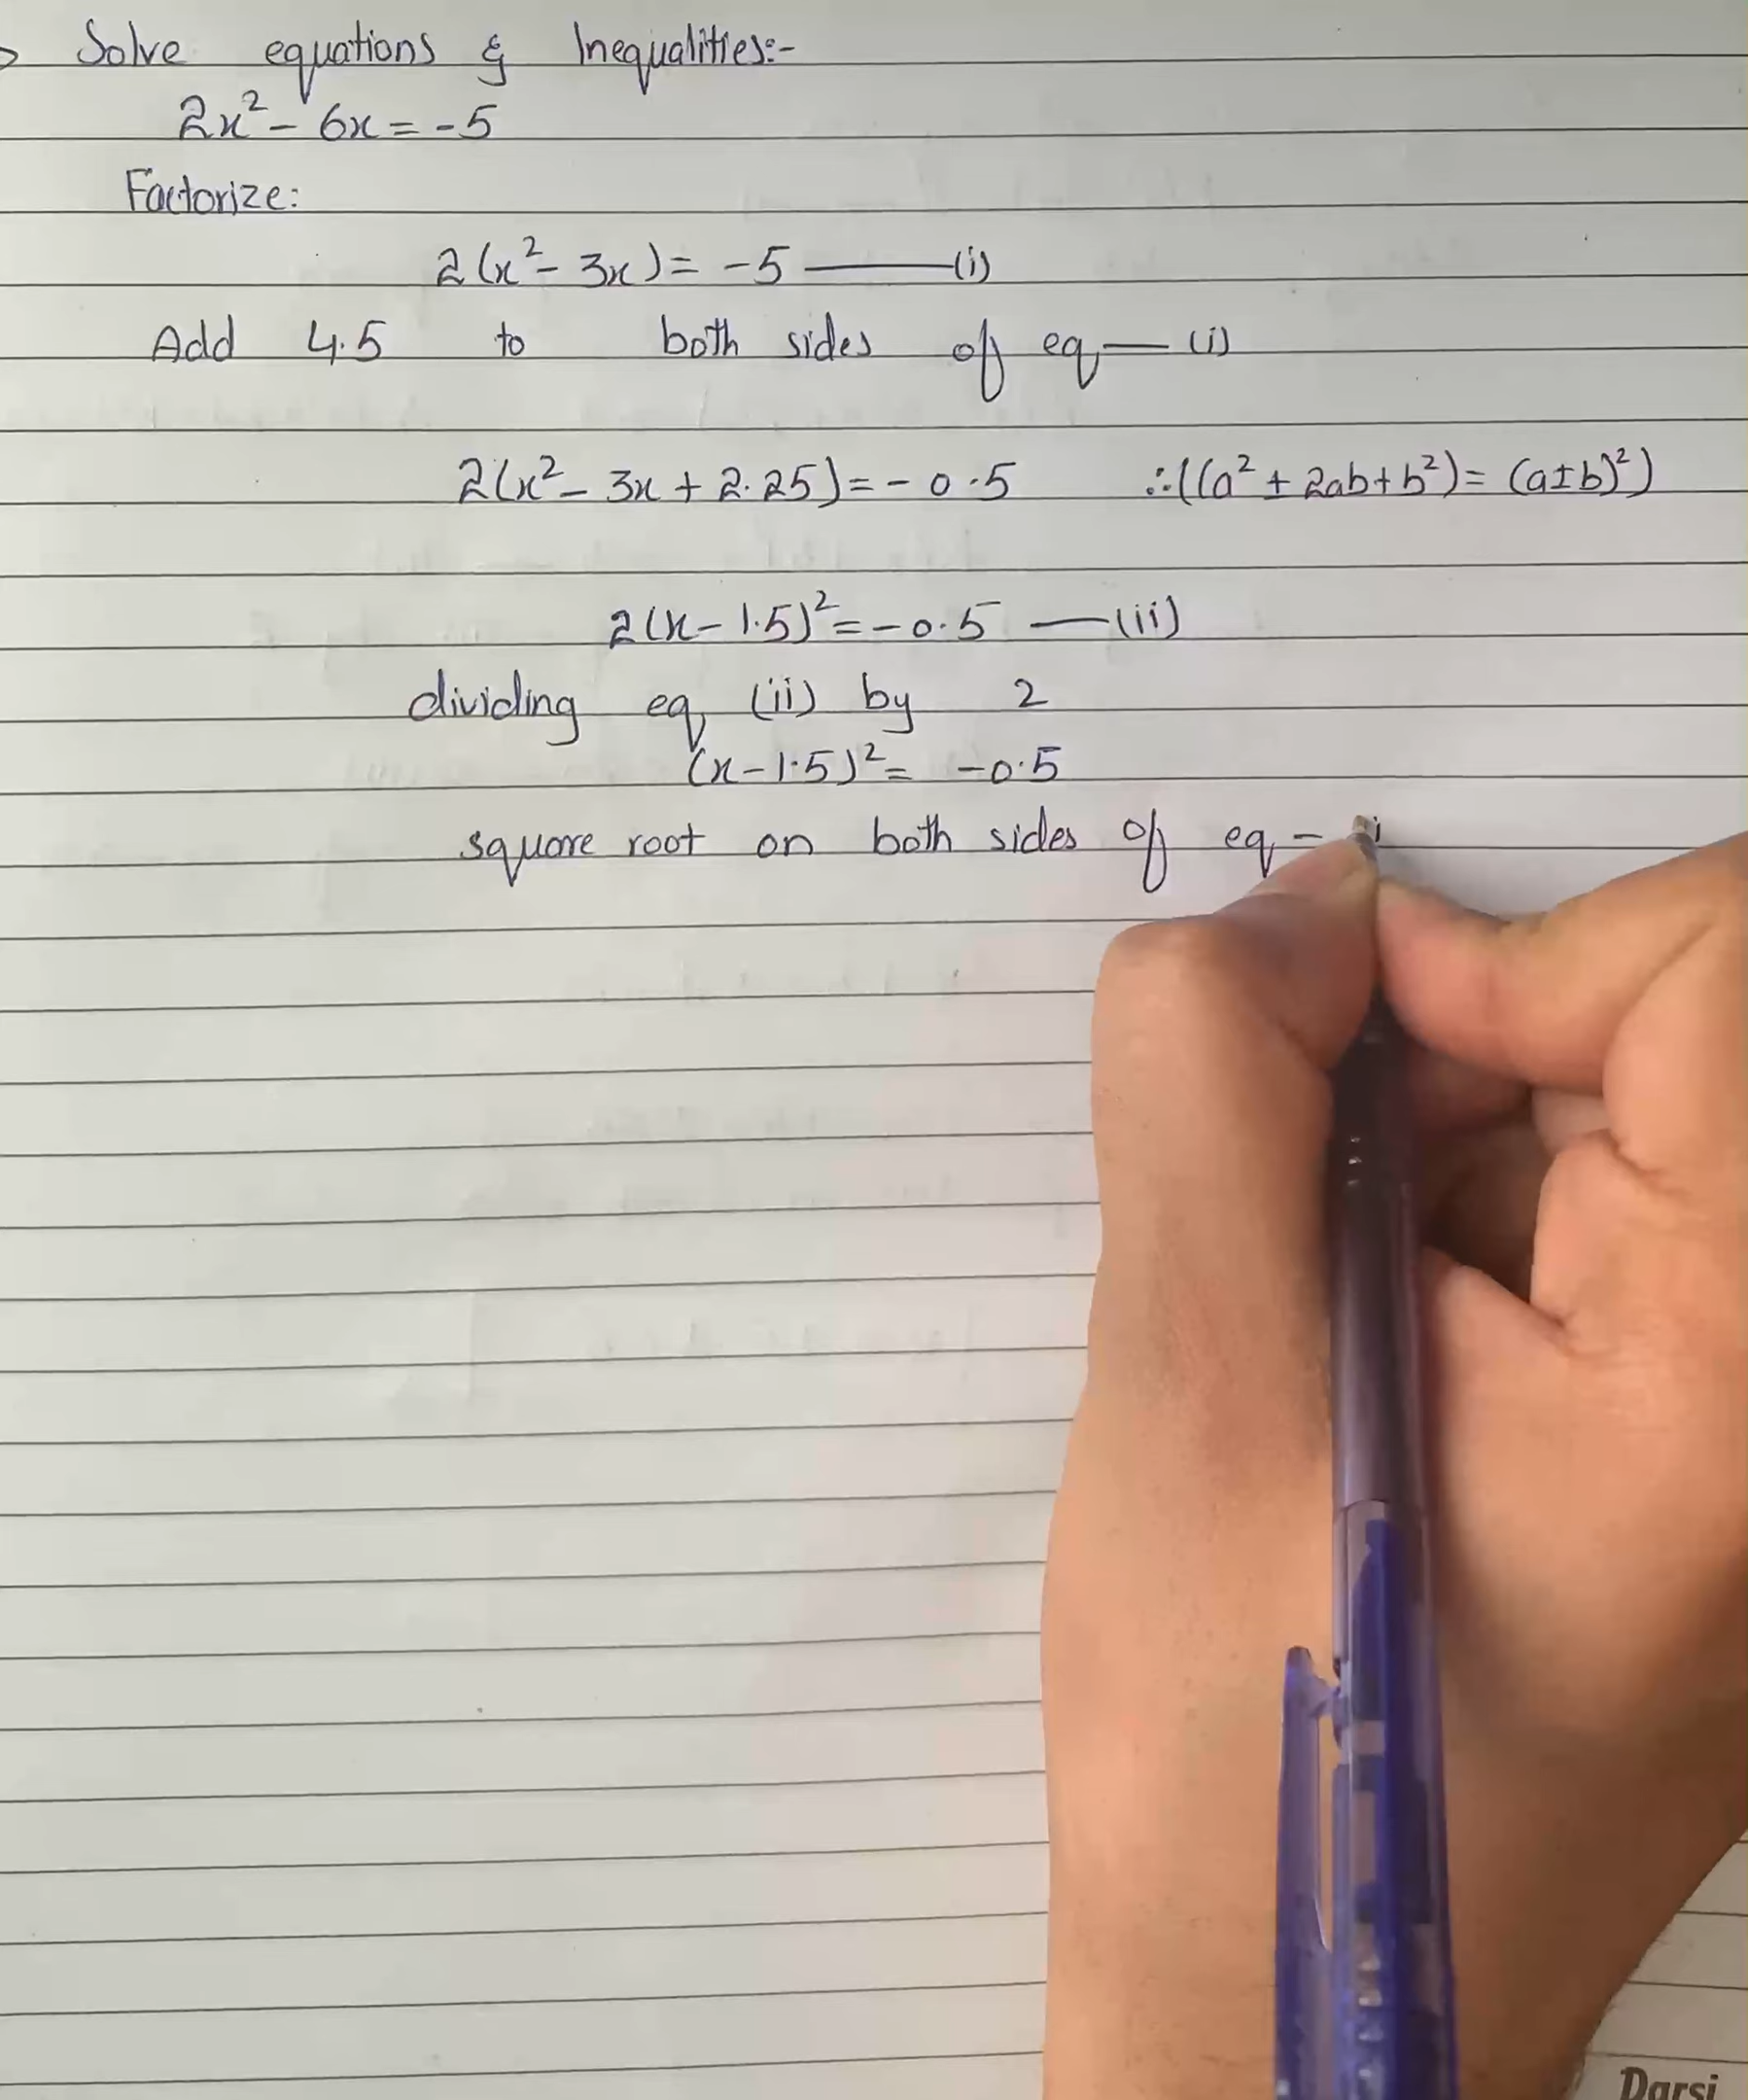 Solve equations & Inequalities:-
2x² - 6x = -5
Factorize:
2(x² - 3x) = -5 ——— (i)
Add 4.5 to both sides of eq — (i)
2(x² - 3x + 2.25) = -0.5 ∴((a² ± 2ab + b²) = (a ± b)²)
2(x - 1.5)² = -0.5 — (ii)
dividing eq (ii) by 2
(x - 1.5)² = -0.5
square root on both sides of eq -
Darsi